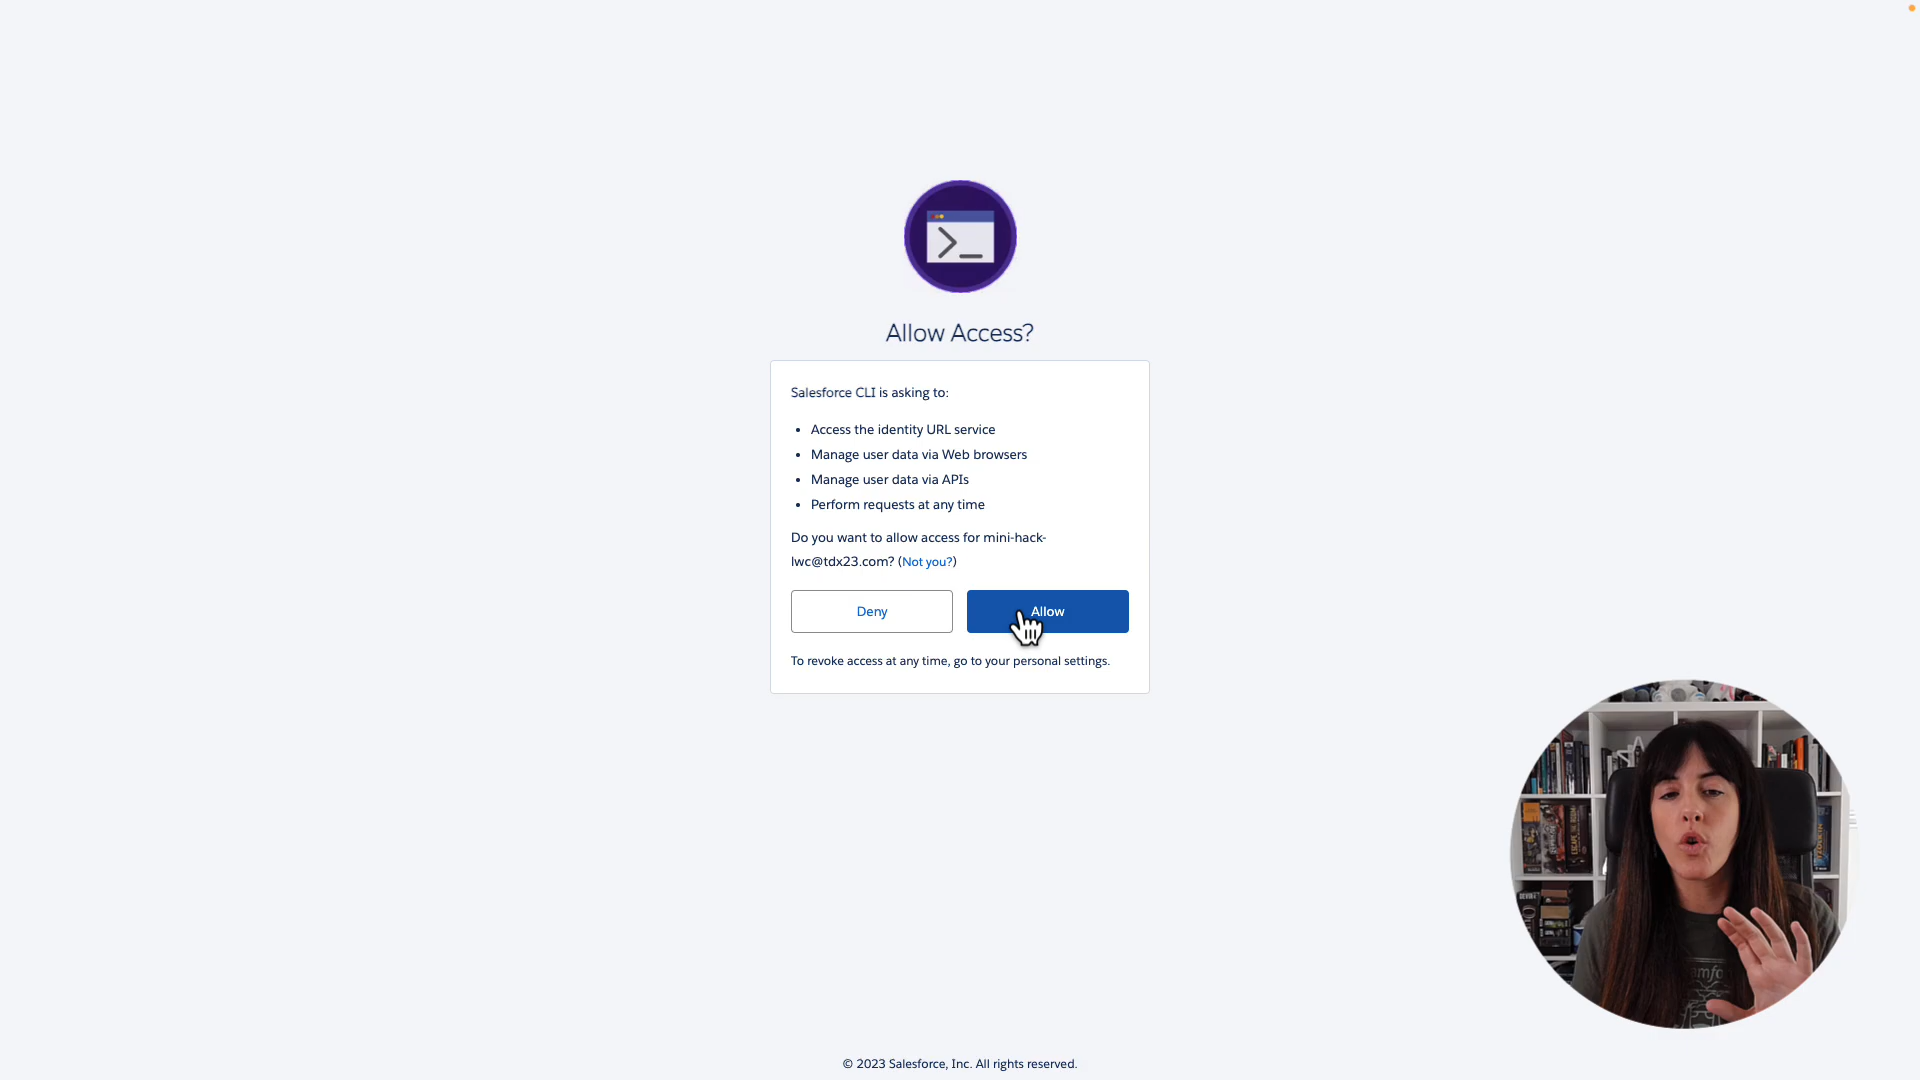 Allow Access?
Salesforce CLI is asking to:
• Access the identity URL service
• Manage user data via Web browsers
• Manage user data via APIs
• Perform requests at any time
Do you want to allow access for mini-hack-
lwc@tdx23.com? (Not you?)
Deny
Allow
To revoke access at any time, go to your personal settings.
© 2023 Salesforce, Inc. All rights reserved.